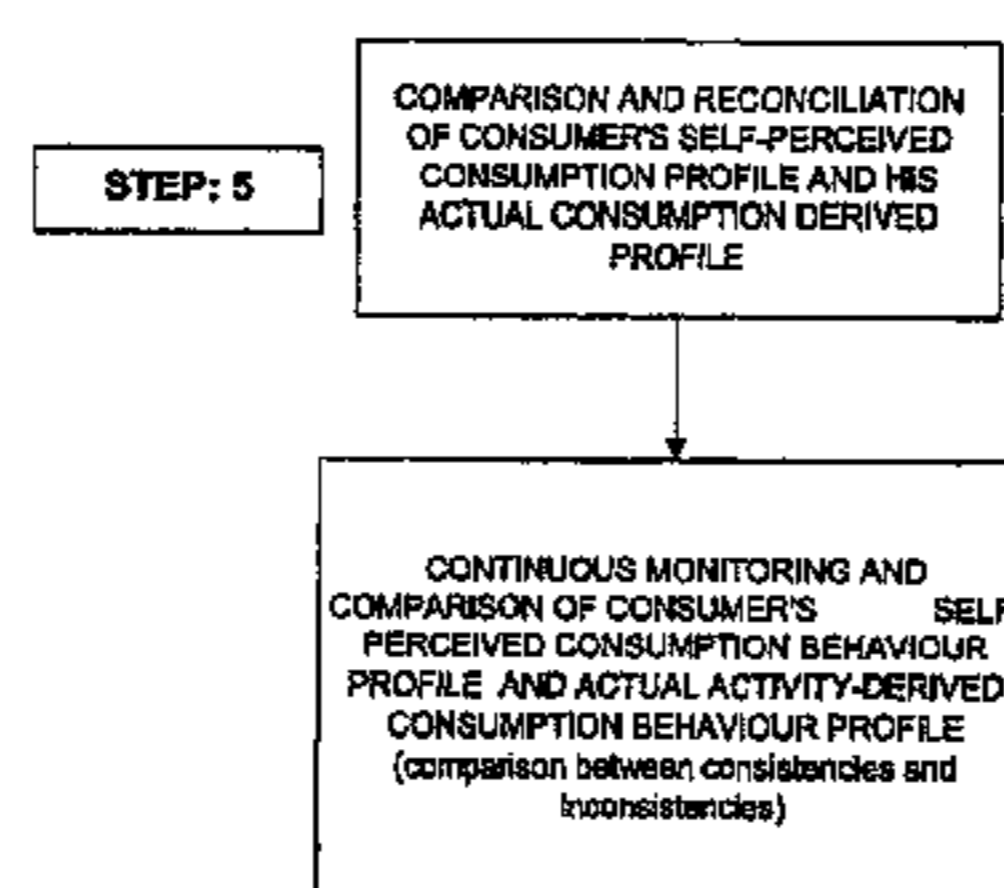 STEP: 5
COMPARISON AND RECONCILIATION
OF CONSUMER'S SELF-PERCEIVED
CONSUMPTION PROFILE AND HIS
ACTUAL CONSUMPTION DERIVED
PROFILE
CONTINUOUS MONITORING AND
COMPARISON OF CONSUMER'S SELF
PERCEIVED CONSUMPTION BEHAVIOUR
PROFILE AND ACTUAL ACTIVITY-DERIVED
CONSUMPTION BEHAVIOUR PROFILE
(comparison between consistencies and
inconsistencies)